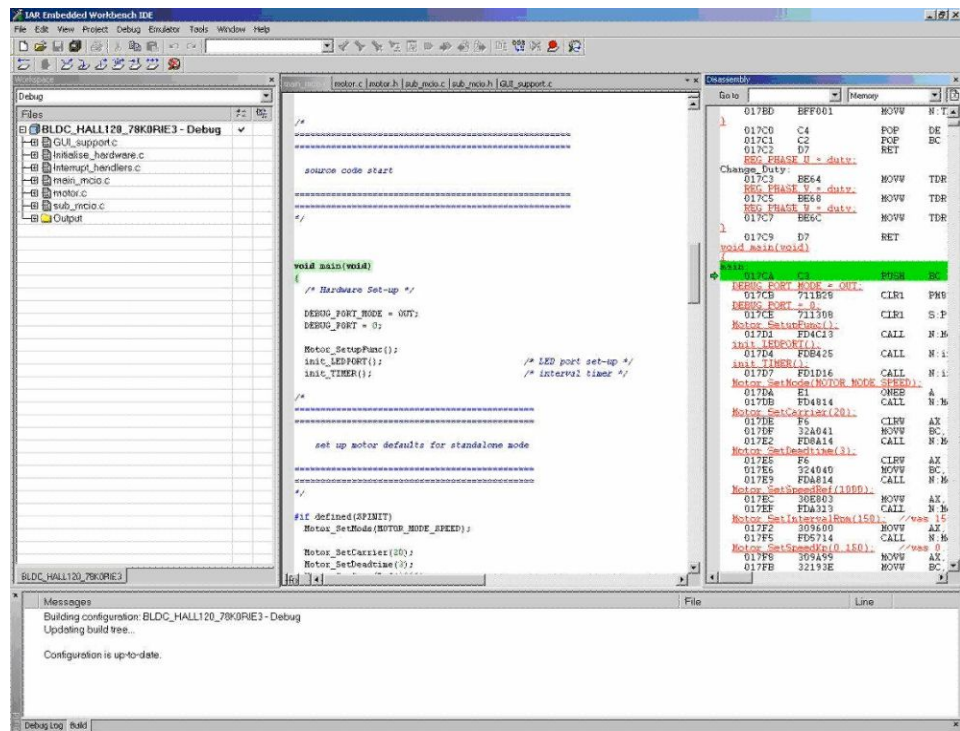 IAR Embedded Workbench IDE
File Edit View Project Debug Emulator Tools Window Help
Workspace
Debug
Files
BLDC_HALL120_78K0RIE3 - Debug
GUI_support.c
Initialise_hardware.c
Interrupt_handlers.c
main_mcio.c
motor.c
sub_mcio.c
Output
BLDC_HALL120_78K0RIE3
motor.c | motor.h | sub_mcio.c | sub_mcio.h | GUI_support.c
/*
source code start
*/
void main(void)
{
/* Hardware Set-up */
DEBUG_PORT_MODE = OUT;
DEBUG_PORT = 0;
Motor_SetupFunc();
init_LEDPORT(); /* LED port set-up */
init_TIMER(); /* interval timer */
/*
set up motor defaults for standalone mode
*/
#if defined(SPINIT)
Motor_SetMode(MOTOR_MODE_SPEED);
Motor_SetCarrier(20);
Motor_SetDeadtime(3);
Disassembly
Go to Memory
017BD BFF001 MOVW N:T
}
017C0 C4 POP DE
017C1 C2 POP BC
017C2 D7 RET
REG_PHASE_U = duty;
Change_Duty:
017C3 BE64 MOVW TDR
REG_PHASE_V = duty;
017C5 BE68 MOVW TDR
REG_PHASE_W = duty;
017C7 BE6C MOVW TDR
}
017C9 D7 RET
void main(void)
{
main:
017CA C3 PUSH BC
DEBUG_PORT_MODE = OUT;
017CB 711B28 CLR1 PM8
DEBUG_PORT = 0;
017CE 711308 CLR1 S:P
Motor_SetupFunc();
017D1 FD4C13 CALL N:M
init_LEDPORT();
017D4 FDB425 CALL N:i
init_TIMER();
017D7 FD1D16 CALL N:i
Motor_SetMode(MOTOR_MODE_SPEED);
017DA E1 ONEB A
017DB FD4814 CALL N:M
Motor_SetCarrier(20);
017DE F6 CLRW AX
017DF 32A041 MOVW BC,
017E2 FD8A14 CALL N:M
Motor_SetDeadtime(3);
017E5 F6 CLRW AX
017E6 324040 MOVW BC,
017E9 FDA814 CALL N:M
Motor_SetSpeedRef(1000);
017EC 30E803 MOVW AX,
017EF FDA323 CALL N:M
Motor_SetIntervalRpm(150); //was 15
017F2 309600 MOVW AX,
017F5 FD5714 CALL N:M
Motor_SetSpeedKp(0.150); //was 0
017F8 309A99 MOVW AX,
017FB 32193E MOVW BC,
Messages File Line
Building configuration: BLDC_HALL120_78K0RIE3 - Debug
Updating build tree...
Configuration is up-to-date.
Debug Log Build